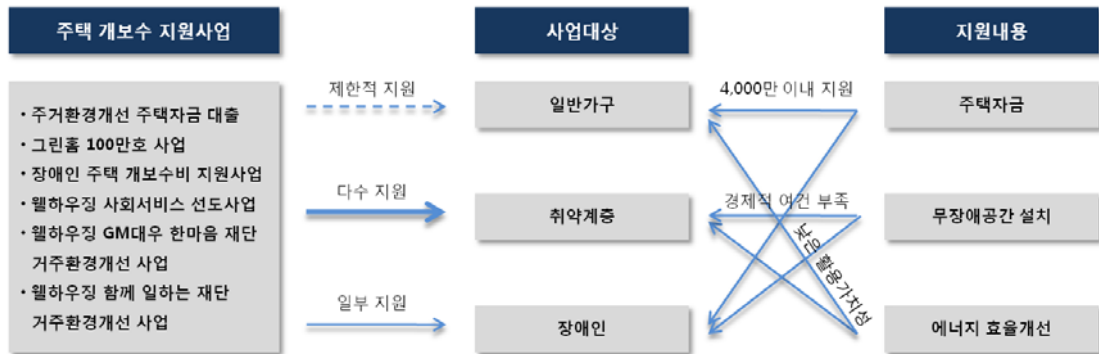 주택 개보수 지원사업
사업대상
지원내용
· 주거환경개선 주택자금 대출
· 그린홈 100만호 사업
· 장애인 주택 개보수비 지원사업
· 웰하우징 사회서비스 선도사업
· 웰하우징 GM대우 한마음 재단
거주환경개선 사업
· 웰하우징 함께 일하는 재단
거주환경개선 사업
제한적 지원
다수 지원
일부 지원
일반가구
취약계층
장애인
4,000만 이내 지원
경제적 여건 부족
낮은 활용가치성
주택자금
무장애공간 설치
에너지 효율개선